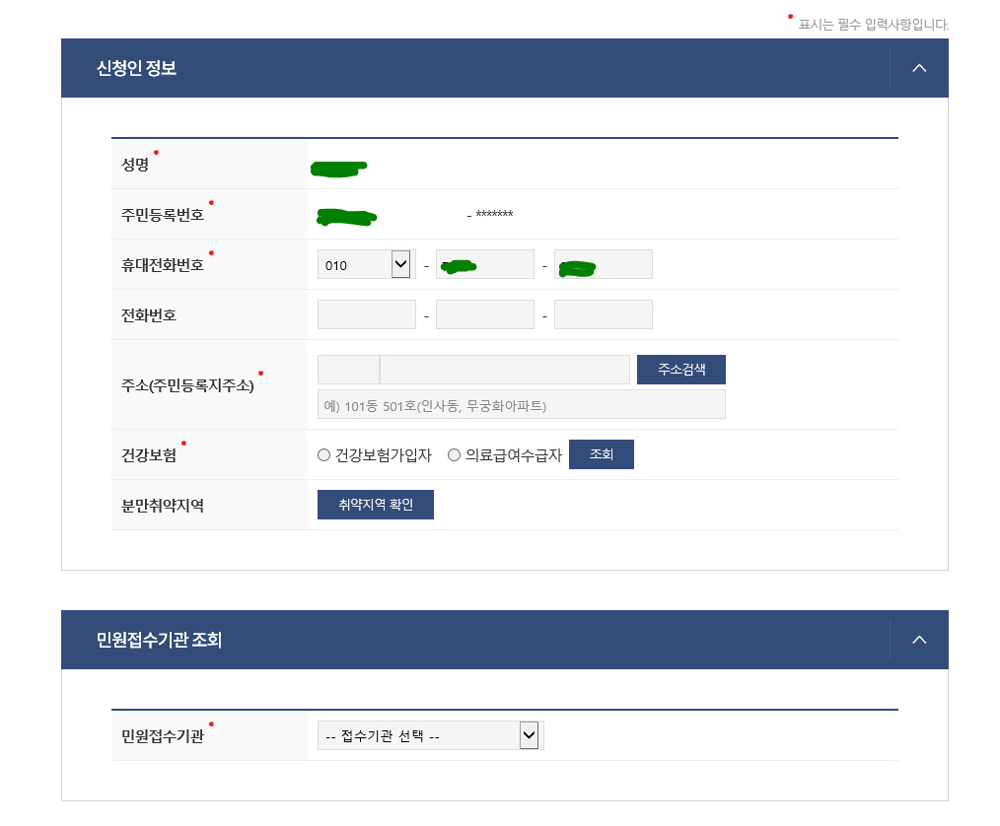 표시는 필수 입력사항입니다.
신청인 정보
성명
주민등록번호 - *******
휴대전화번호 010 - -
전화번호 - -
주소(주민등록지주소) 주소검색
예) 101동 501호(인사동, 무궁화아파트)
건강보험 건강보험가입자 의료급여수급자 조회
분만취약지역 취약지역 확인
민원접수기관 조회
민원접수기관 -- 접수기관 선택 --